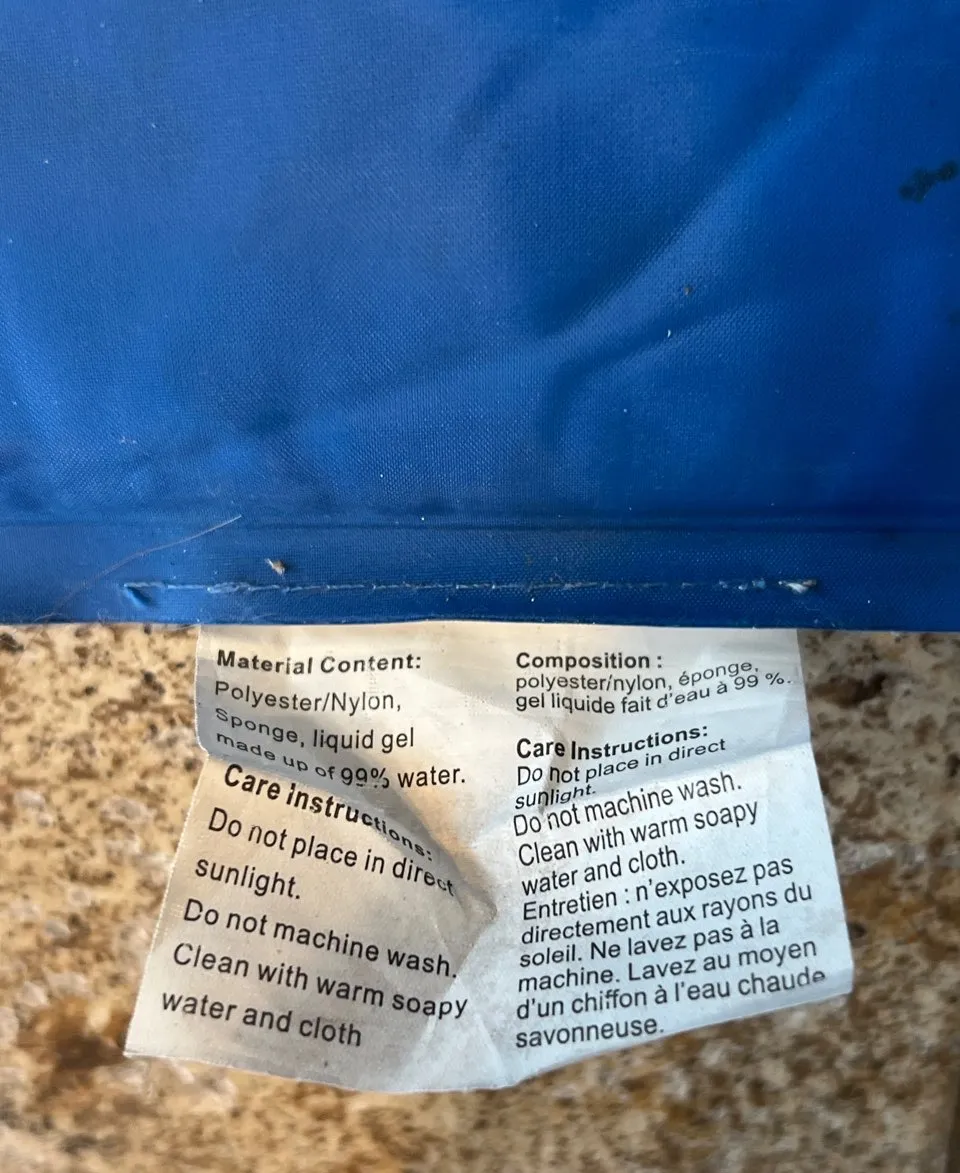 Material Content:
Polyester/Nylon,
Sponge, liquid gel
made up of 99% water.
Care instructions:
Do not place in direct
sunlight.
Do not machine wash.
Clean with warm soapy
water and cloth
Composition :
polyester/nylon, éponge,
gel liquide fait d'eau à 99 %.
Care Instructions:
Do not place in direct
sunlight.
Do not machine wash.
Clean with warm soapy
water and cloth.
Entretien : n'exposez pas
directement aux rayons du
soleil. Ne lavez pas à la
machine. Lavez au moyen
d'un chiffon à l'eau chaude
savonneuse.